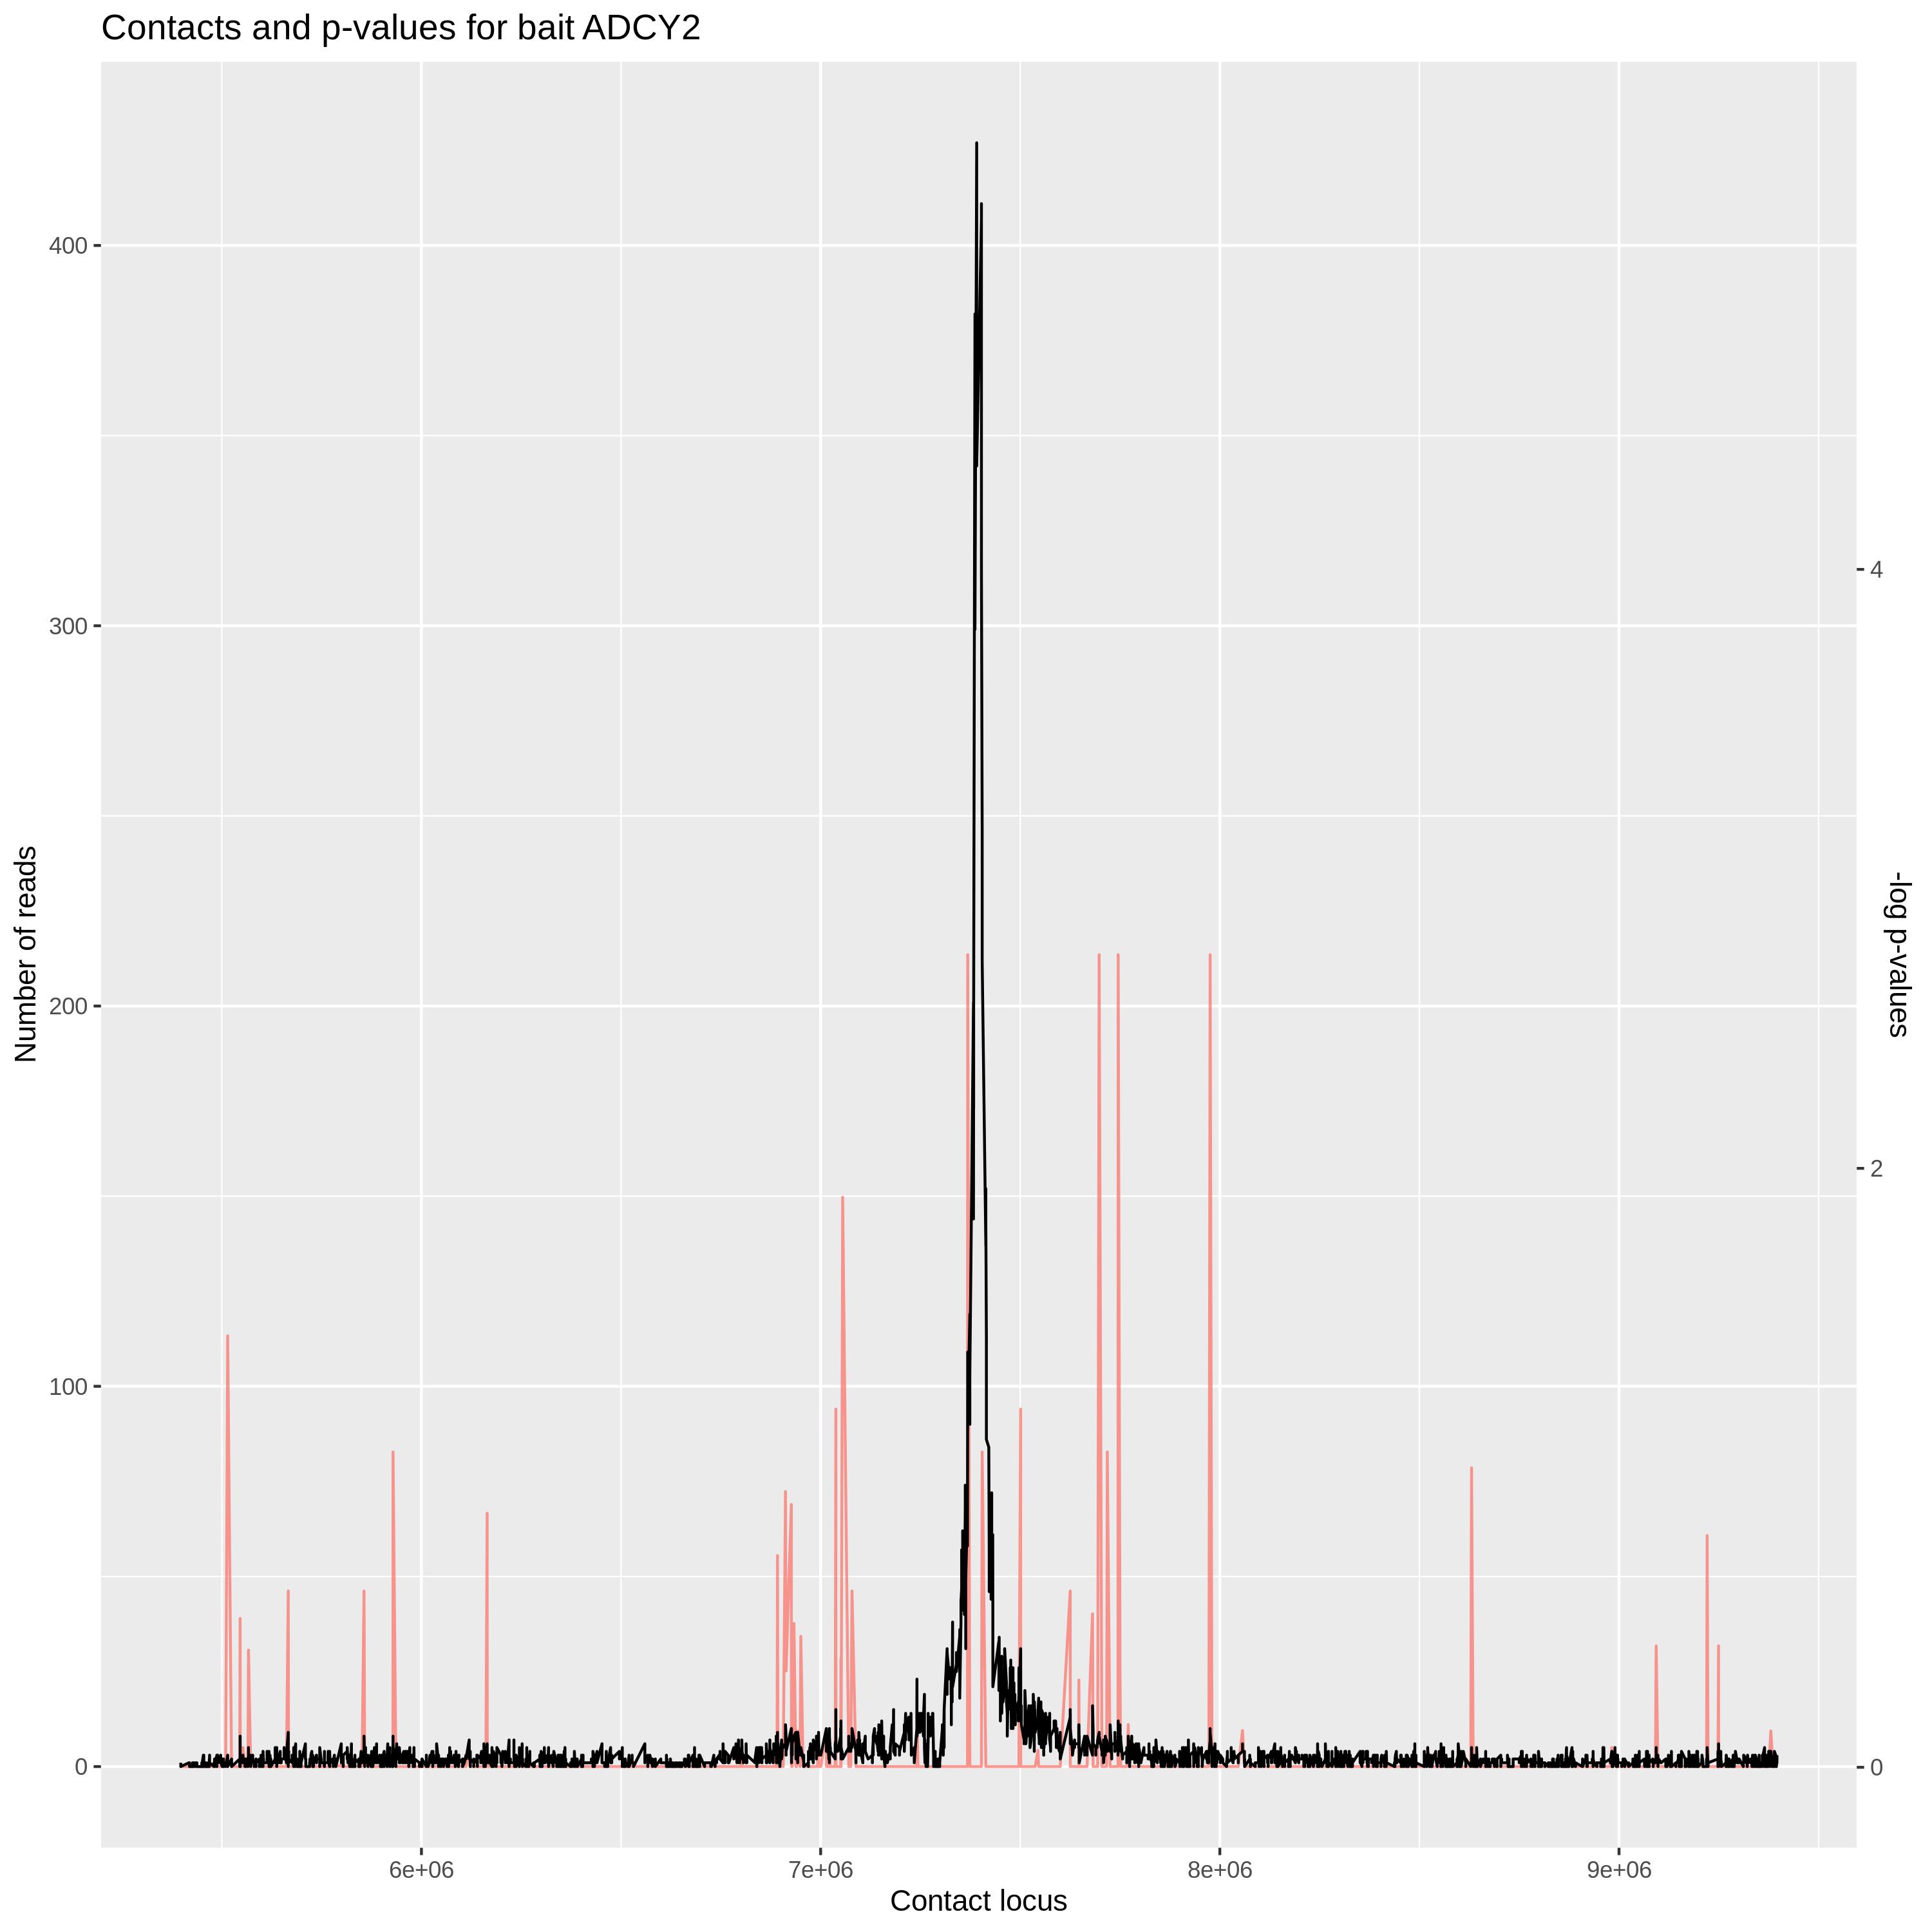 Contacts and p-values for bait ADCY2
400
300
200
100
0
Number of reads
4
2
0
-log p-values
6e+06
7e+06
8e+06
9e+06
Contact locus